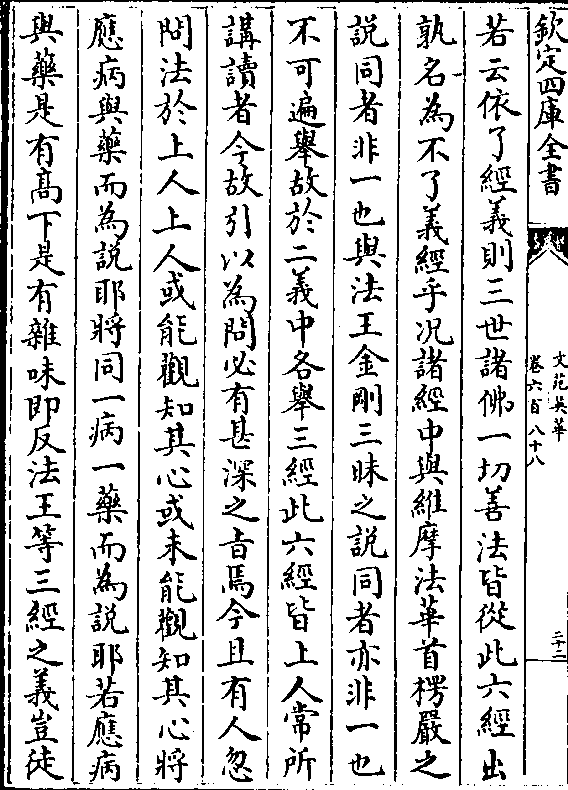 欽定四庫全書
文苑英華
卷六百八十八
二十二
若云依了經義則三世諸佛一切善法皆從此六經出
孰名為不了義經乎况諸經中與維摩法華首楞嚴之
説同者非一也與法王金剛三昧之説同者亦非一也
不可遍舉故於二義中各舉三經此六經皆上人常所
講讀者今故引以為問必有甚深之㫖焉今且有人忽
問法於上人上人或能觀知其心或未能觀知其心將
應病與藥而為説耶將同一病一藥而為説耶若應病
與藥是有髙下是有雜味即反法王等三經之義豈徒